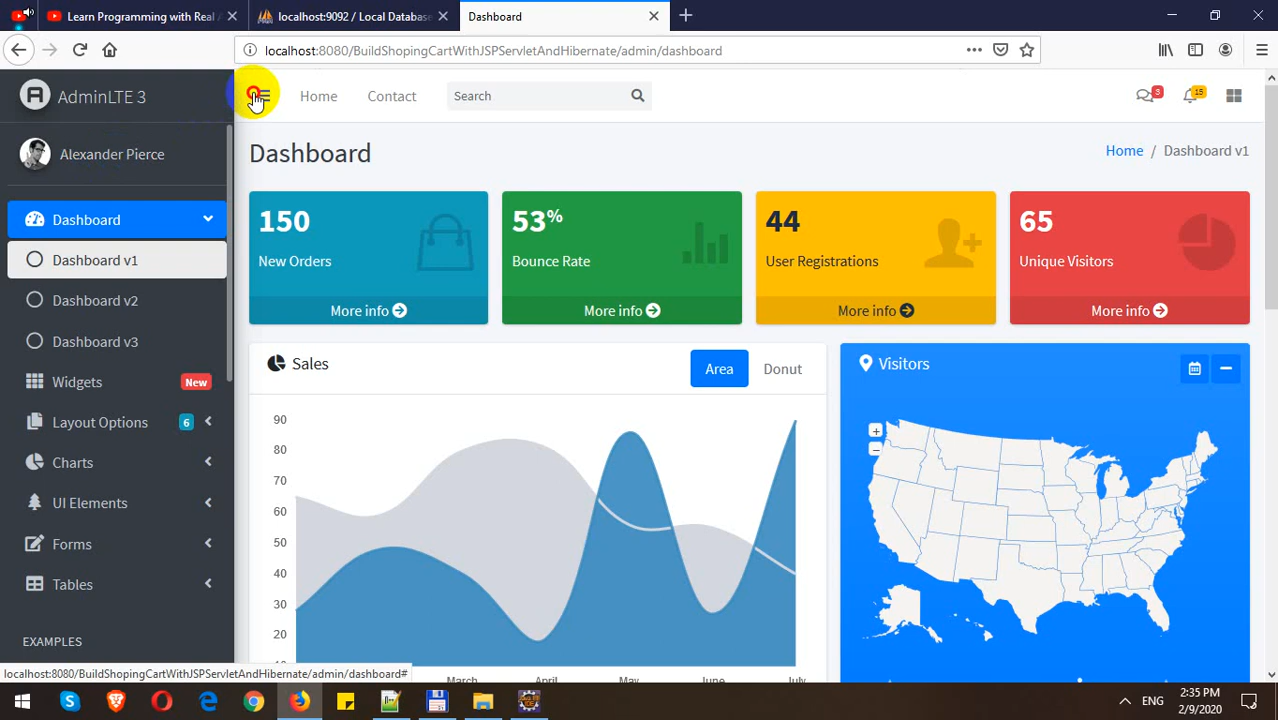 Learn Programming with Real
localhost:9092 / Local Database
Dashboard
localhost:8080/BuildShopingCartWithJSPServletAndHibernate/admin/dashboard
AdminLTE 3
Home
Contact
Search
3
15
Alexander Pierce
Dashboard
Home / Dashboard v1
Dashboard
Dashboard v1
Dashboard v2
Dashboard v3
Widgets
New
Layout Options
6
Charts
UI Elements
Forms
Tables
EXAMPLES
150
New Orders
More info
53%
Bounce Rate
More info
44
User Registrations
More info
65
Unique Visitors
More info
Sales
Area
Donut
90
80
70
60
50
40
30
20
March
April
May
June
July
Visitors
+
−
localhost:8080/BuildShopingCartWithJSPServletAndHibernate/admin/dashboard#
ENG
2:35 PM
2/9/2020